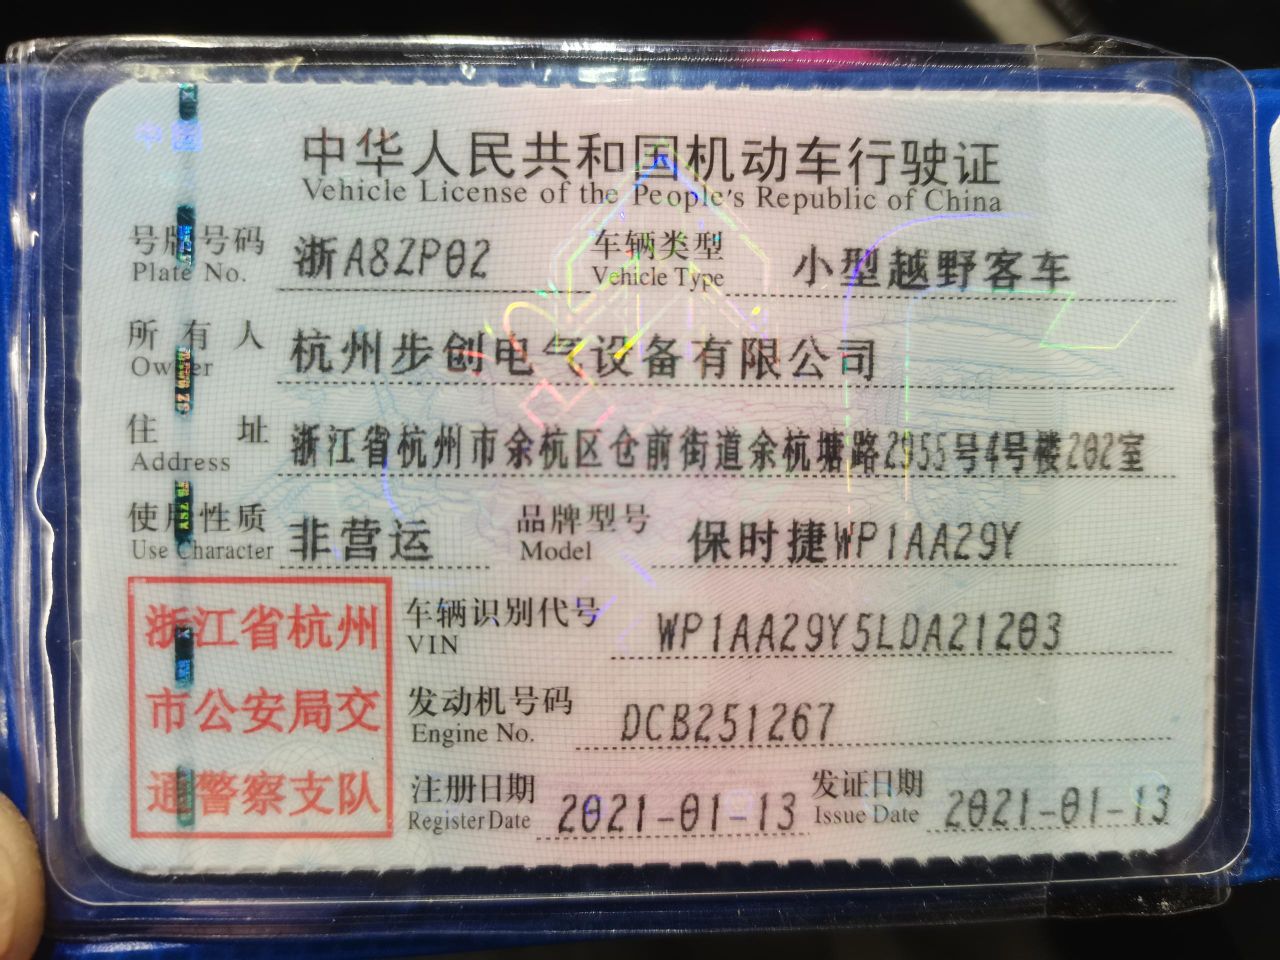 中华人民共和国机动车行驶证
Vehicle License of the People's Republic of China
号牌号码 浙A8ZP02 车辆类型 小型越野客车
Plate No. Vehicle Type
所有人 杭州步创电气设备有限公司
Owner
住址 浙江省杭州市余杭区仓前街道余杭塘路2955号4号楼202室
Address
使用性质 非营运 品牌型号 保时捷WP1AA29Y
Use Character Model
浙江省杭州
市公安局交
通警察支队
车辆识别代号 WP1AA29Y5LDA21203
VIN
发动机号码 DCB251267
Engine No.
注册日期 2021-01-13 发证日期 2021-01-13
Register Date Issue Date